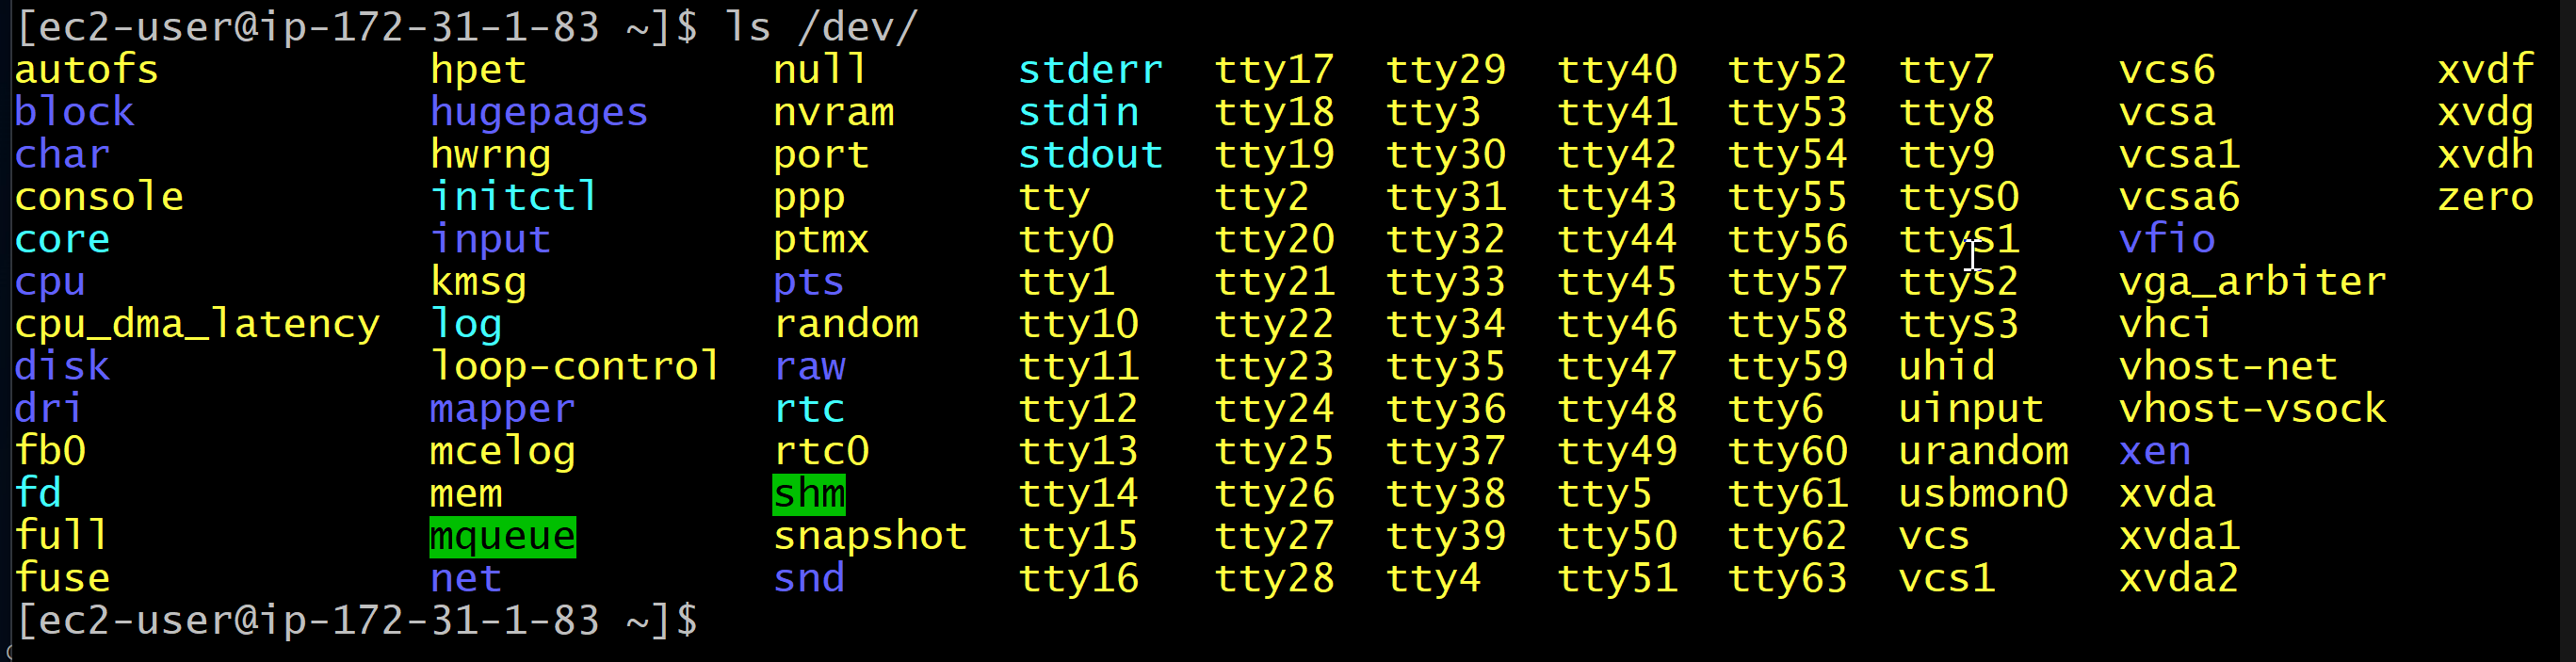 [ec2-user@ip-172-31-1-83 ~]$ ls /dev/
autofs hpet null stderr tty17 tty29 tty40 tty52 tty7 vcs6 xvdf
block hugepages nvram stdin tty18 tty3 tty41 tty53 tty8 vcsa xvdg
char hwrng port stdout tty19 tty30 tty42 tty54 tty9 vcsa1 xvdh
console initctl ppp tty tty2 tty31 tty43 tty55 ttyS0 vcsa6 zero
core input ptmx tty0 tty20 tty32 tty44 tty56 ttyS1 vfio
cpu kmsg pts tty1 tty21 tty33 tty45 tty57 ttyS2 vga_arbiter
cpu_dma_latency log random tty10 tty22 tty34 tty46 tty58 ttyS3 vhci
disk loop-control raw tty11 tty23 tty35 tty47 tty59 uhid vhost-net
dri mapper rtc tty12 tty24 tty36 tty48 tty6 uinput vhost-vsock
fb0 mcelog rtc0 tty13 tty25 tty37 tty49 tty60 urandom xen
fd mem shm tty14 tty26 tty38 tty5 tty61 usbmon0 xvda
full mqueue snapshot tty15 tty27 tty39 tty50 tty62 vcs xvda1
fuse net snd tty16 tty28 tty4 tty51 tty63 vcs1 xvda2
[ec2-user@ip-172-31-1-83 ~]$